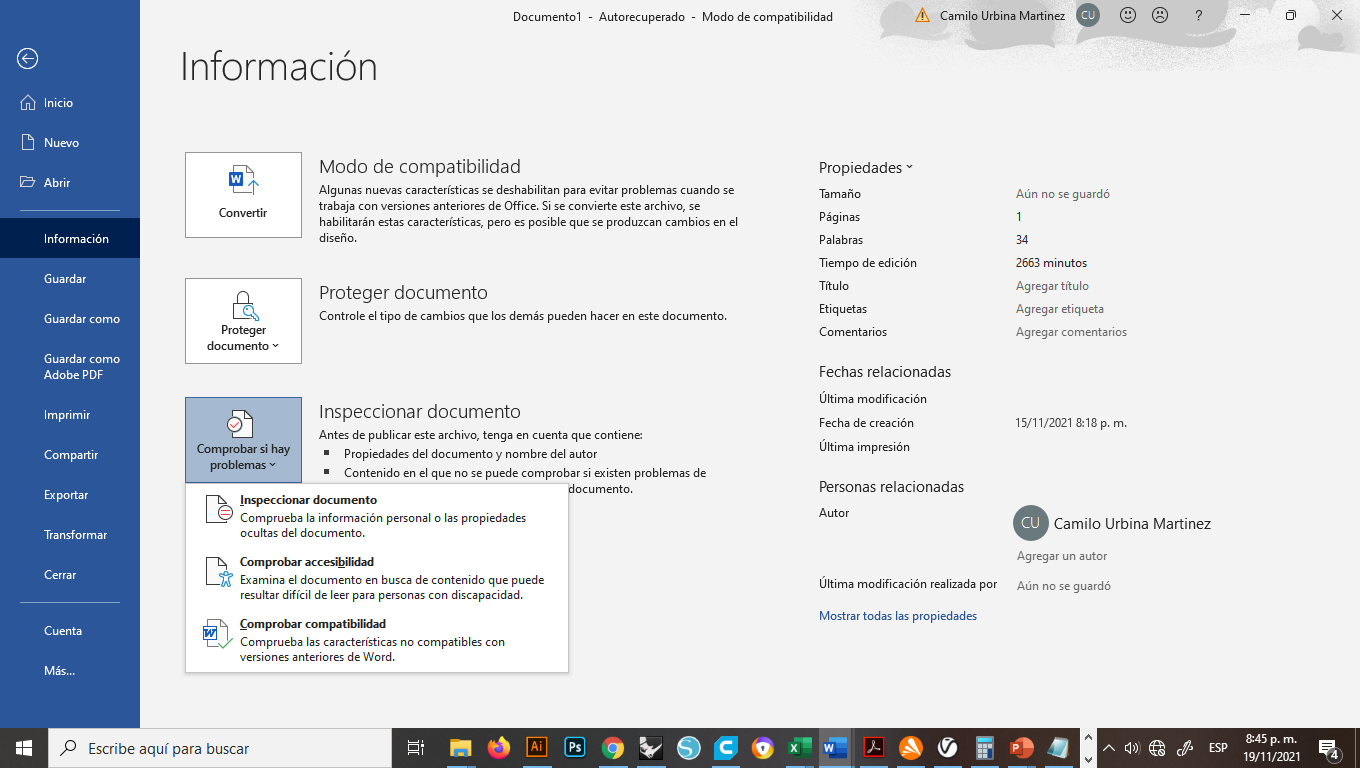 Documento1 - Autorecuperado - Modo de compatibilidad
Camilo Urbina Martinez
CU
?
Información
Inicio
Nuevo
Abrir
Información
Guardar
Guardar como
Guardar como
Adobe PDF
Imprimir
Compartir
Exportar
Transformar
Cerrar
Cuenta
Más...
Convertir
Modo de compatibilidad
Algunas nuevas características se deshabilitan para evitar problemas cuando se
trabaja con versiones anteriores de Office. Si se convierte este archivo, se
habilitarán estas características, pero es posible que se produzcan cambios en el
diseño.
Proteger
documento
Proteger documento
Controle el tipo de cambios que los demás pueden hacer en este documento.
Comprobar si hay
problemas
Inspeccionar documento
Antes de publicar este archivo, tenga en cuenta que contiene:
Propiedades del documento y nombre del autor
Contenido en el que no se puede comprobar si existen problemas de
documento.
Inspeccionar documento
Comprueba la información personal o las propiedades
ocultas del documento.
Comprobar accesibilidad
Examina el documento en busca de contenido que puede
resultar difícil de leer para personas con discapacidad.
Comprobar compatibilidad
Comprueba las características no compatibles con
versiones anteriores de Word.
Propiedades
Tamaño Aún no se guardó
Páginas 1
Palabras 34
Tiempo de edición 2663 minutos
Título Agregar título
Etiquetas Agregar etiqueta
Comentarios Agregar comentarios
Fechas relacionadas
Última modificación
Fecha de creación 15/11/2021 8:18 p. m.
Última impresión
Personas relacionadas
Autor
CU Camilo Urbina Martinez
Agregar un autor
Última modificación realizada por Aún no se guardó
Mostrar todas las propiedades
Escribe aquí para buscar
Ai
Ps
ESP
8:45 p. m.
19/11/2021
4